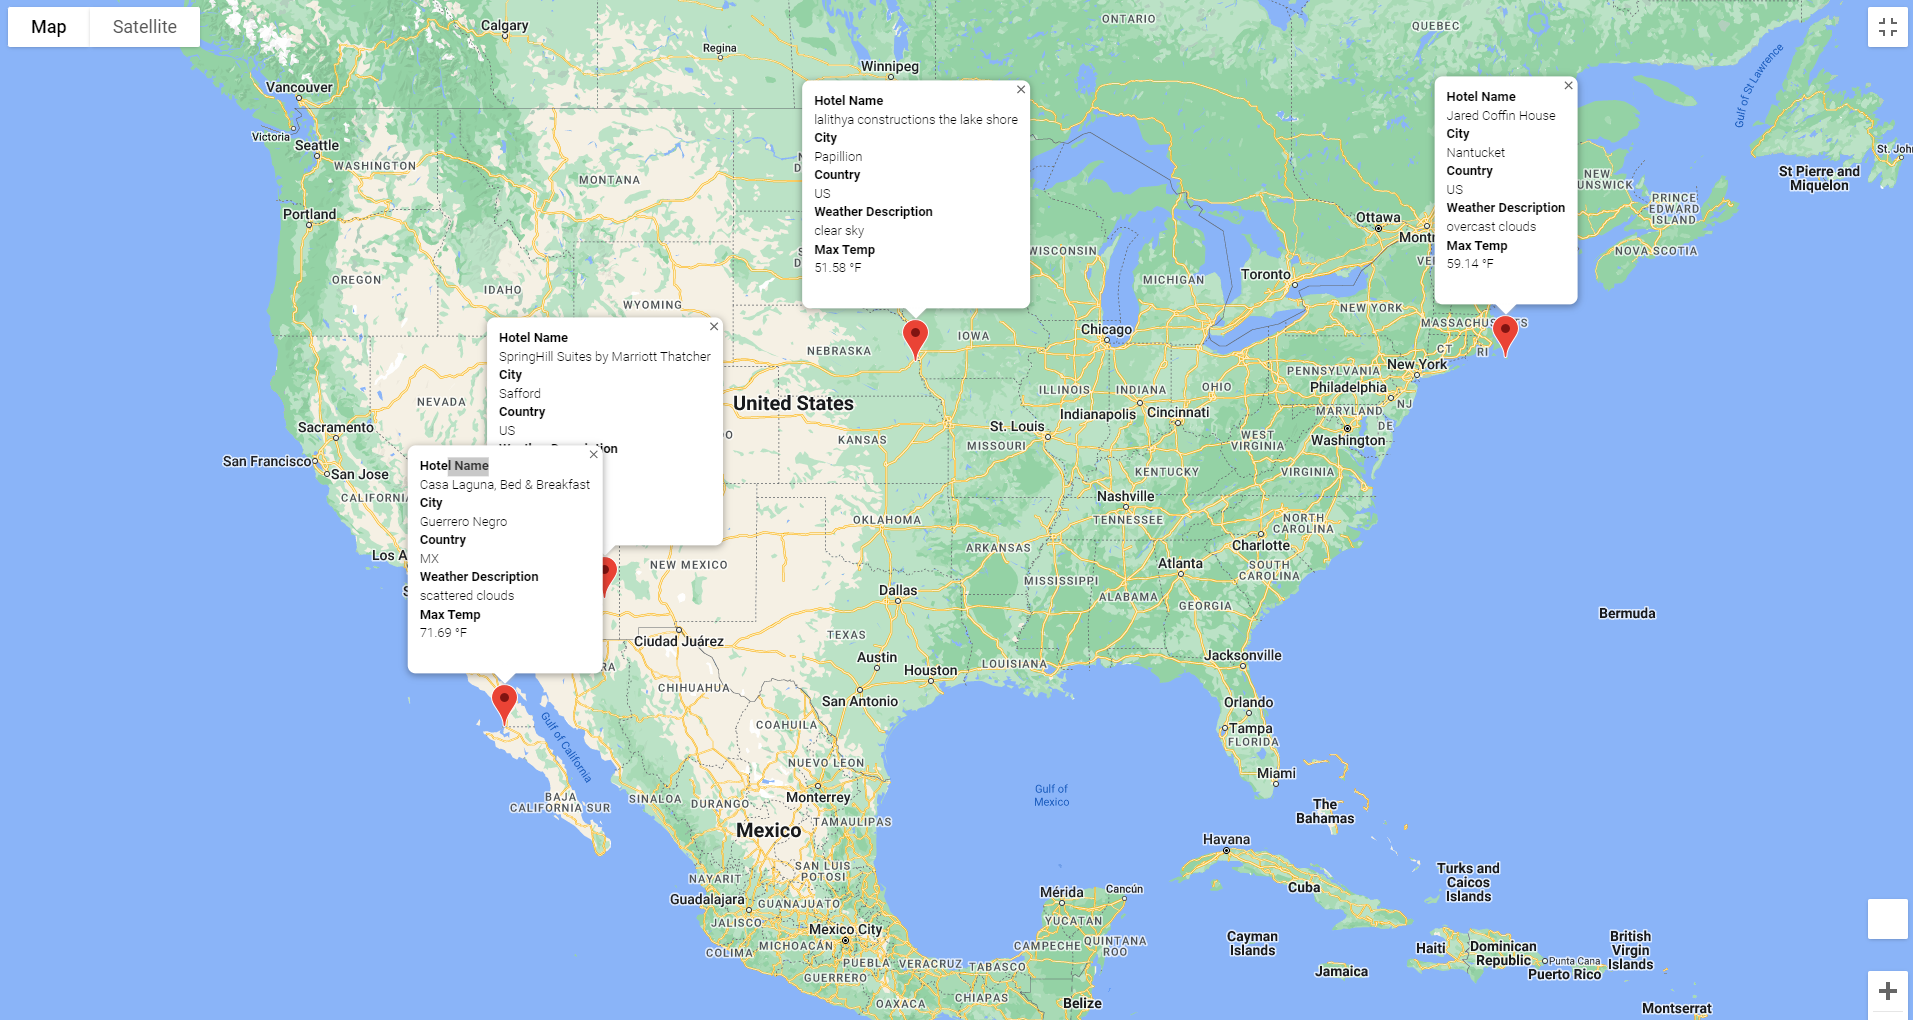 Map
Satellite
Calgary
Regina
Winnipeg
ONTARIO
QUEBEC
Gulf of St Lawrence
Vancouver
Victoria
Seattle
WASHINGTON
MONTANA
Portland
OREGON
IDAHO
WYOMING
Hotel Name
lalithya constructions the lake shore
City
Papillion
Country
US
Weather Description
clear sky
Max Temp
51.58 °F
Hotel Name
Jared Coffin House
City
Nantucket
Country
US
Weather Description
overcast clouds
Max Temp
59.14 °F
NEW
UNSWICK
PRINCE
EDWARD
ISLAND
NOVA SCOTIA
St. John
St Pierre and
Miquelon
Ottawa
Montr
VE
Toronto
WISCONSIN
MICHIGAN
NEW YORK
MASSACHUSETTS
CT
RI
Chicago
IOWA
NEBRASKA
New York
PENNSYLVANIA
Philadelphia
OHIO
ILLINOIS
INDIANA
NJ
MARYLAND
DE
Indianapolis
Cincinnati
Washington
WEST
VIRGINIA
VIRGINIA
St. Louis
MISSOURI
KANSAS
United States
KENTUCKY
Nashville
TENNESSEE
NORTH
CAROLINA
Charlotte
OKLAHOMA
ARKANSAS
Atlanta
SOUTH
CAROLINA
MISSISSIPPI
ALABAMA
GEORGIA
Dallas
Hotel Name
SpringHill Suites by Marriott Thatcher
City
Safford
Country
US
Weather Description
DO
NEVADA
Sacramento
San Francisco
San Jose
CALIFORNIA
Los A
S
Hotel Name
Casa Laguna, Bed & Breakfast
City
Guerrero Negro
Country
MX
Weather Description
scattered clouds
Max Temp
71.69 °F
NEW MEXICO
Ciudad Juárez
RA
TEXAS
Austin
Houston
LOUISIANA
San Antonio
Jacksonville
Bermuda
Orlando
Tampa
FLORIDA
Miami
CHIHUAHUA
COAHUILA
Gulf of California
NUEVO LEON
Monterrey
BAJA
CALIFORNIA SUR
SINALOA
DURANGO
TAMAULIPAS
Mexico
Gulf of
Mexico
The
Bahamas
Havana
Cuba
Turks and
Caicos
Islands
SAN LUIS
POTOSI
NAYARIT
Guadalajara
GUANAJUATO
JALISCO
Mexico City
MICHOACÁN
COLIMA
PUEBLA
VERACRUZ
GUERRERO
TABASCO
OAXACA
CHIAPAS
Mérida
Cancún
YUCATAN
CAMPECHE
QUINTANA
ROO
Belize
Cayman
Islands
Jamaica
Haiti
Dominican
Republic
Punta Cana
Puerto Rico
British
Virgin
Islands
Montserrat